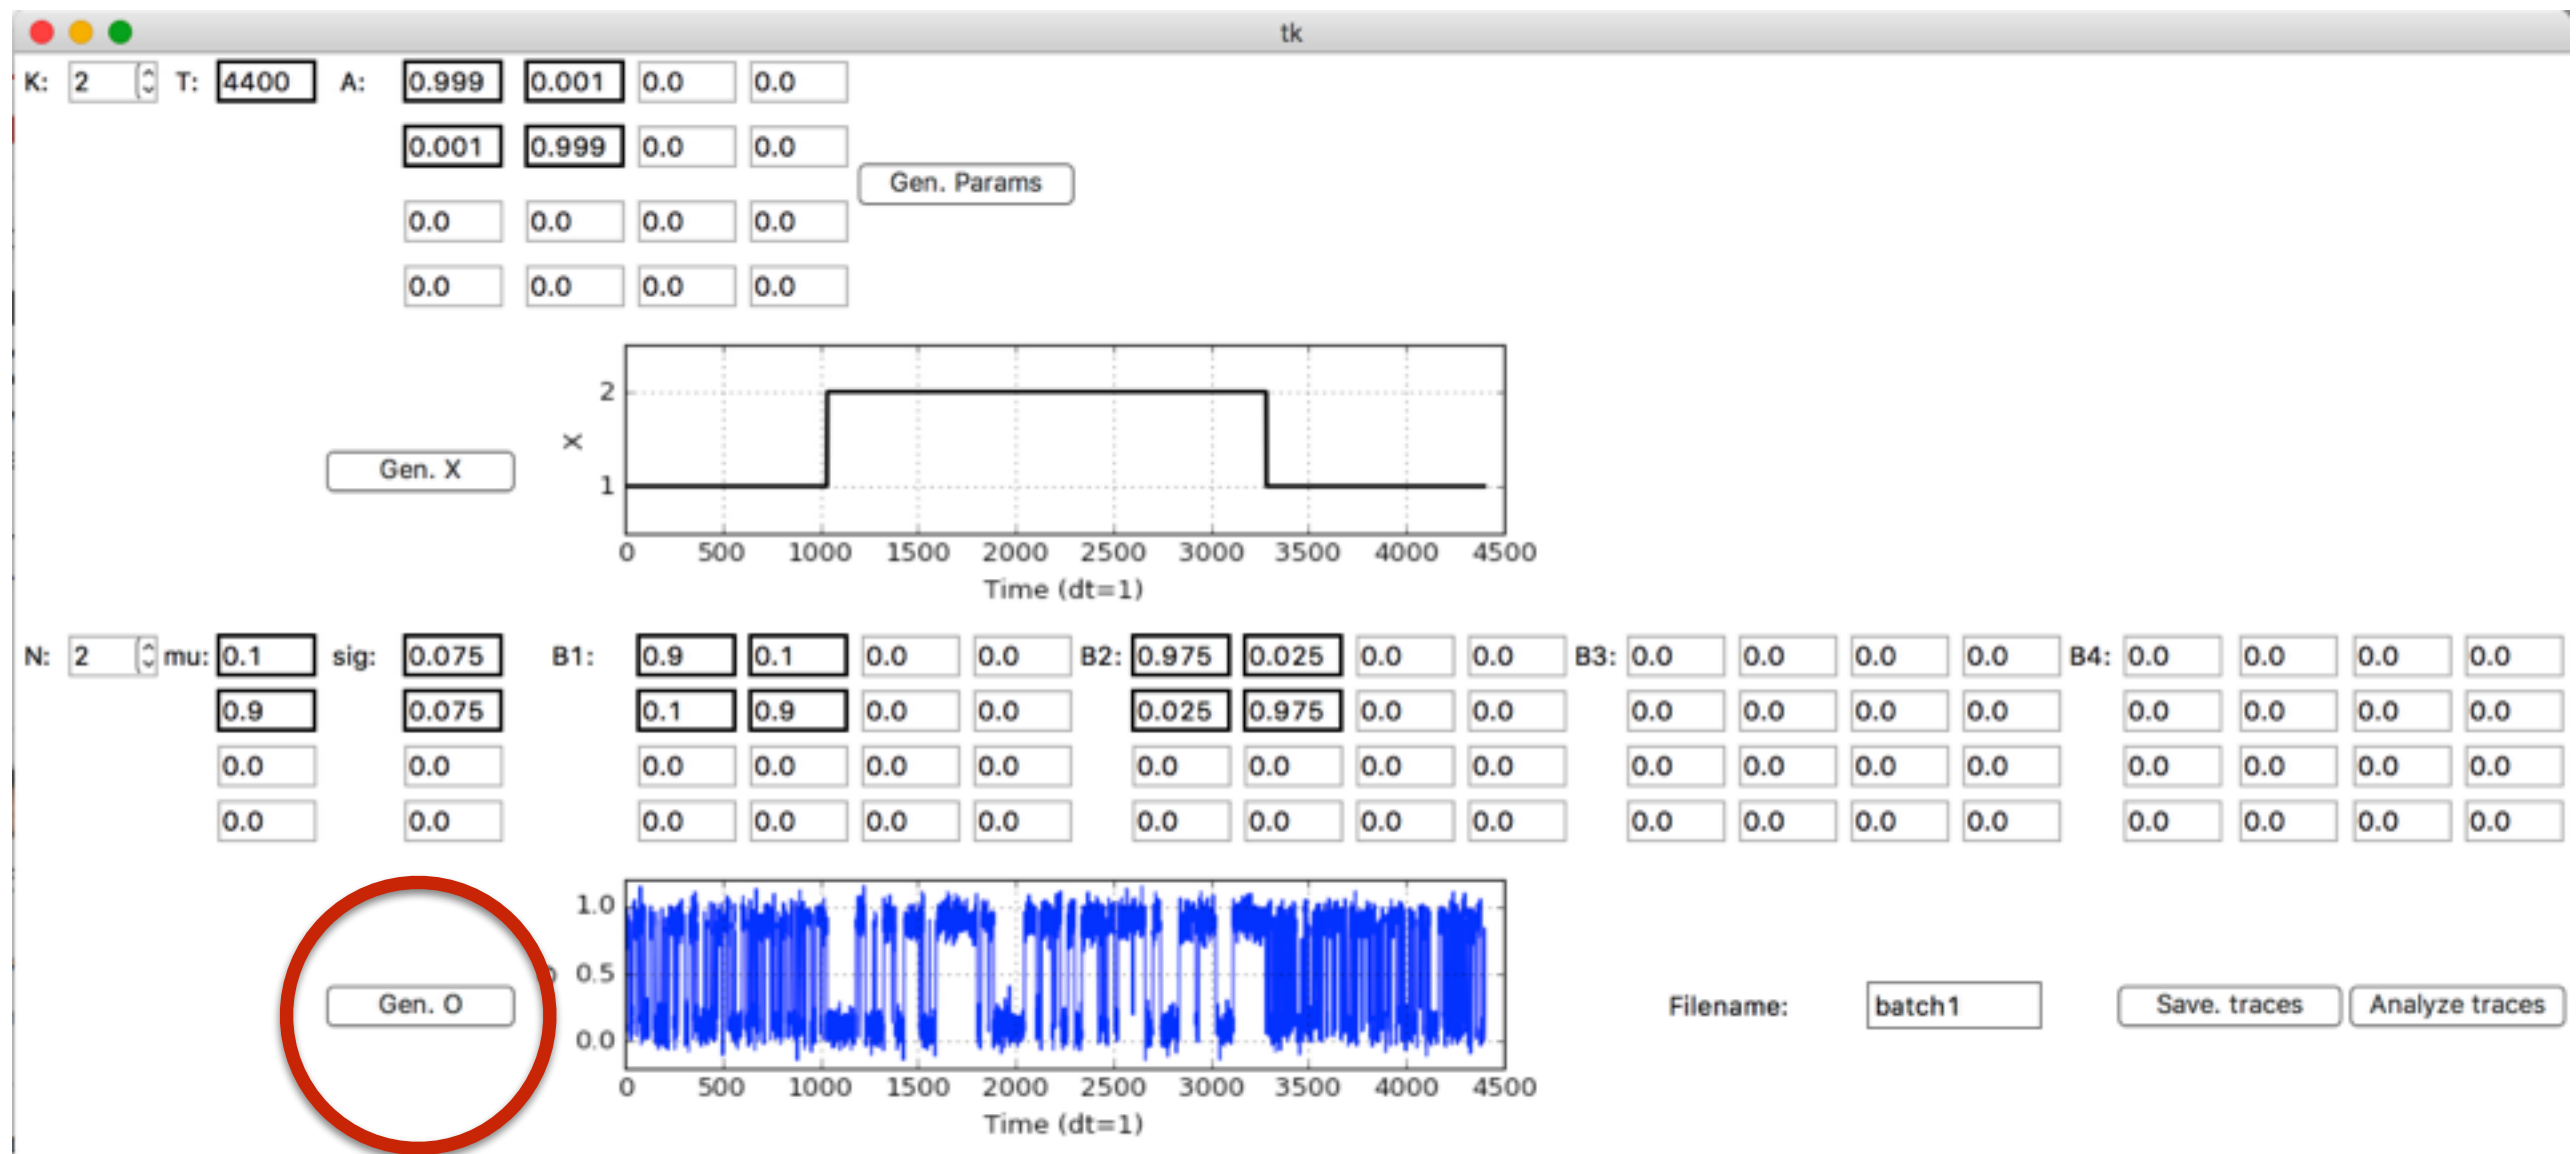 tk
K: 2 T: 4400 A: 0.999 0.001 0.0 0.0
0.001 0.999 0.0 0.0
Gen. Params
0.0 0.0 0.0 0.0
0.0 0.0 0.0 0.0
2
X
Gen. X
1
0 500 1000 1500 2000 2500 3000 3500 4000 4500
Time (dt=1)
N: 2 mu: 0.1 sig: 0.075 B1: 0.9 0.1 0.0 0.0 B2: 0.975 0.025 0.0 0.0 B3: 0.0 0.0 0.0 0.0 B4: 0.0 0.0 0.0 0.0
0.9 0.075 0.1 0.9 0.0 0.0 0.025 0.975 0.0 0.0 0.0 0.0 0.0 0.0 0.0 0.0 0.0 0.0
0.0 0.0 0.0 0.0 0.0 0.0 0.0 0.0 0.0 0.0 0.0 0.0 0.0 0.0 0.0 0.0 0.0 0.0
0.0 0.0 0.0 0.0 0.0 0.0 0.0 0.0 0.0 0.0 0.0 0.0 0.0 0.0 0.0 0.0 0.0 0.0
1.0
0.5
Gen. O Filename: batch1 Save. traces Analyze traces
0.0
0 500 1000 1500 2000 2500 3000 3500 4000 4500
Time (dt=1)